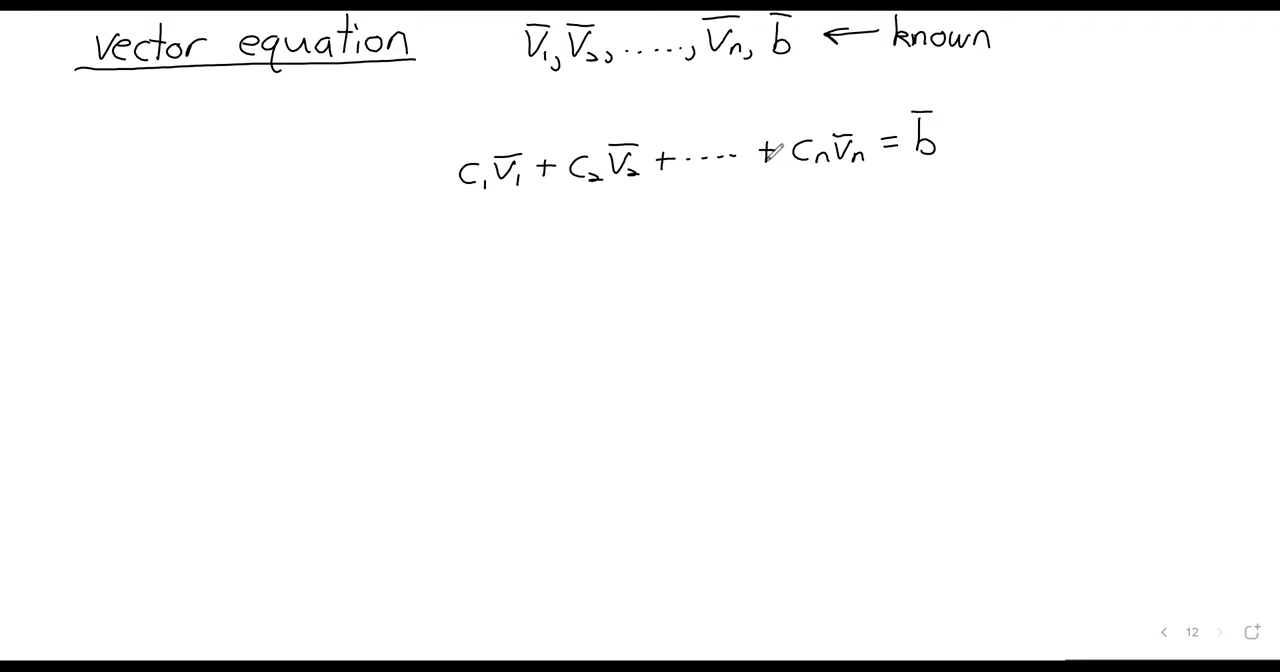 vector equation v̅₁, v̅₂, ....., v̅ₙ, b̅ ← known
c₁v̅₁ + c₂v̅₂ + ···· + cₙv̅ₙ = b̅
12